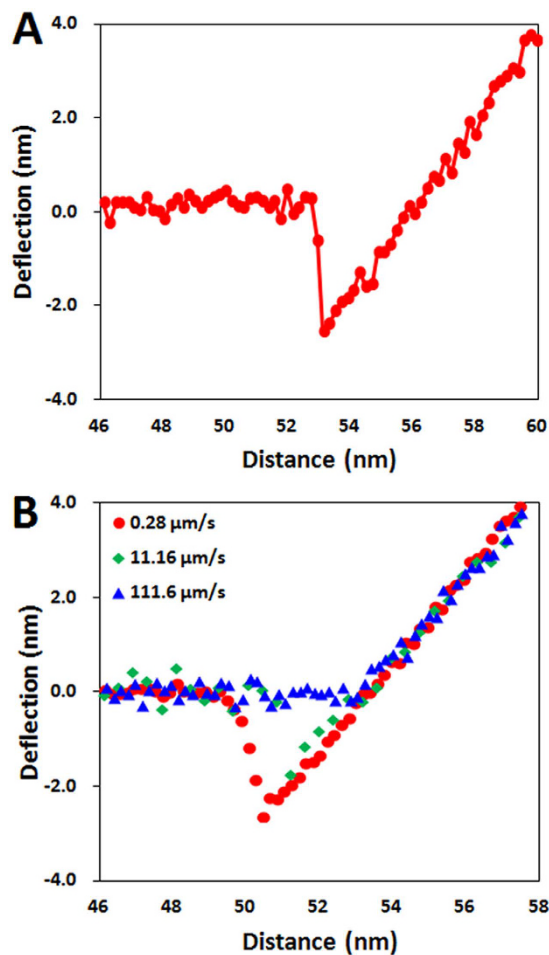 A
4.0
2.0
0.0
-2.0
-4.0
Deflection (nm)
46 48 50 52 54 56 58 60
Distance (nm)
B
4.0
2.0
0.0
-2.0
-4.0
Deflection (nm)
0.28 µm/s
11.16 µm/s
111.6 µm/s
46 48 50 52 54 56 58
Distance (nm)